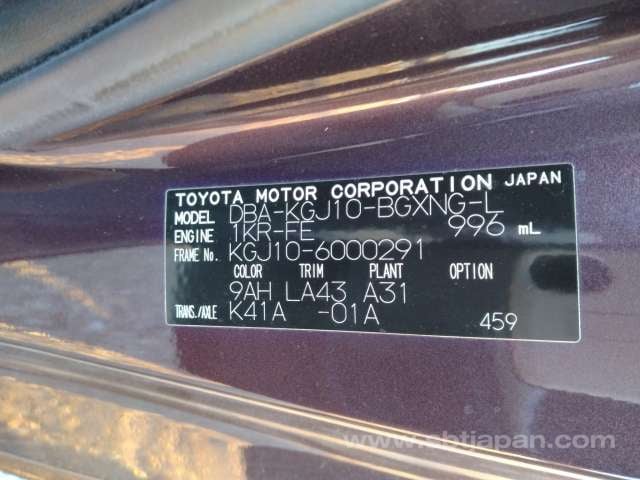 TOYOTA MOTOR CORPORATION JAPAN
MODEL DBA-KGJ10-BGXNG-L
ENGINE 1KR-FE 996 mL
FRAME No. KGJ10-6000291
COLOR TRIM PLANT OPTION
9AH LA43 A31
TRANS./AXLE K41A -01A 459
www.sbtjapan.com